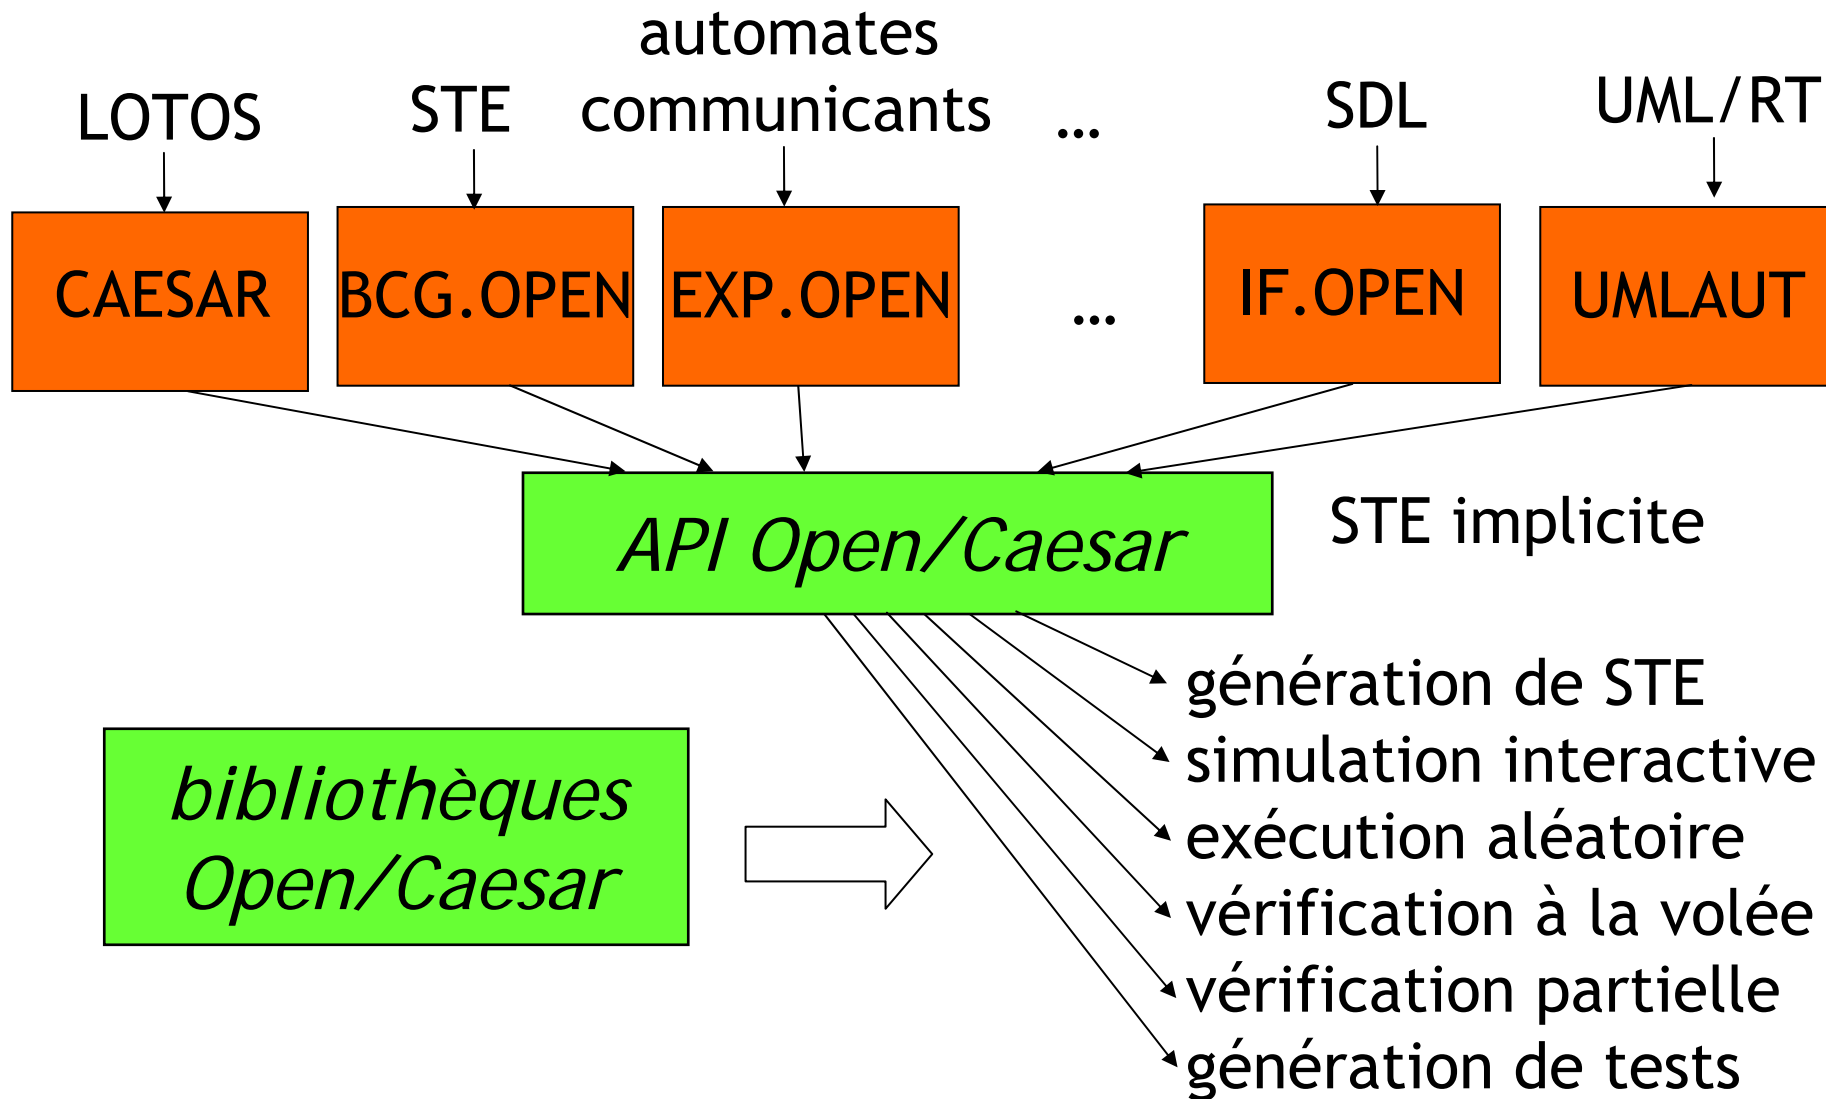 automates
LOTOS
STE
communicants
...
SDL
UML/RT
CAESAR
BCG.OPEN
EXP.OPEN
...
IF.OPEN
UMLAUT
API Open/Caesar
STE implicite
génération de STE
simulation interactive
exécution aléatoire
vérification à la volée
vérification partielle
génération de tests
bibliothèques
Open/Caesar